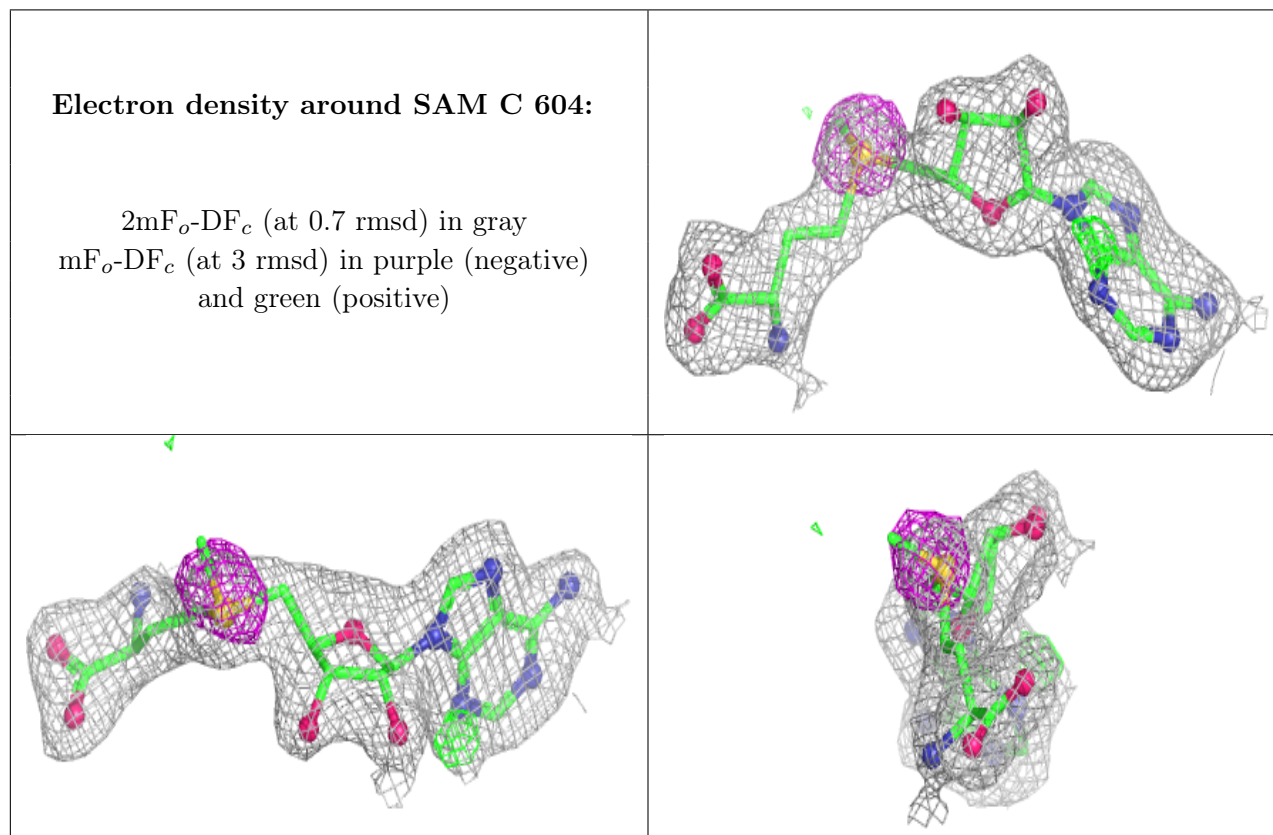 Electron density around SAM C 604:
2mFo-DFc (at 0.7 rmsd) in gray
mFo-DFc (at 3 rmsd) in purple (negative)
and green (positive)